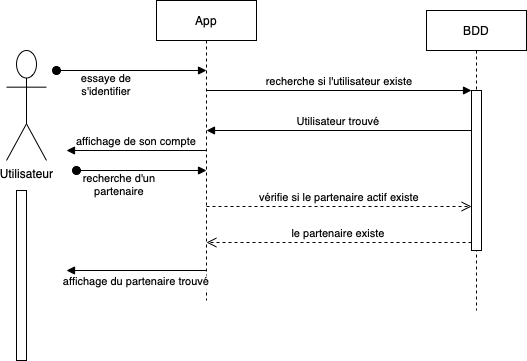 App
BDD
essaye de
s'identifier
recherche si l'utilisateur existe
Utilisateur trouvé
affichage de son compte
Utilisateur
recherche d'un
partenaire
vérifie si le partenaire actif existe
le partenaire existe
affichage du partenaire trouvé